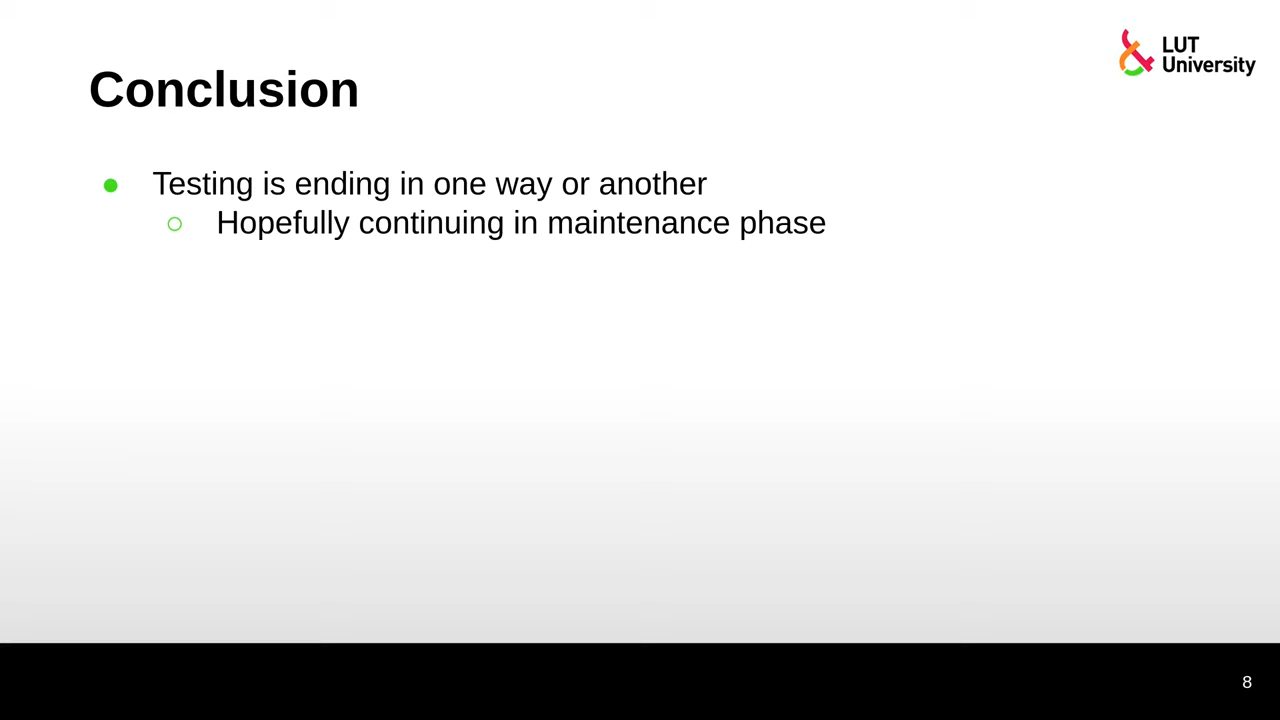 LUT
University
Conclusion
● Testing is ending in one way or another
○ Hopefully continuing in maintenance phase
8